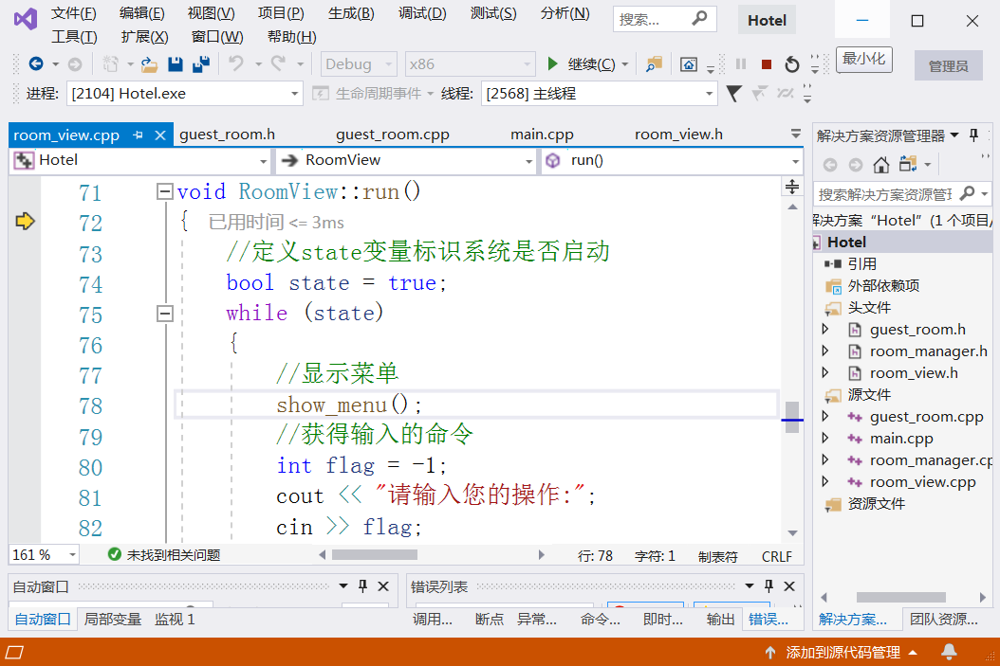 文件(F) 编辑(E) 视图(V) 项目(P) 生成(B) 调试(D) 测试(S) 分析(N) 搜索... Hotel
工具(T) 扩展(X) 窗口(W) 帮助(H)
最小化
管理员
Debug x86 继续(C)
进程: [2104] Hotel.exe 生命周期事件 线程: [2568] 主线程
room_view.cpp guest_room.h guest_room.cpp main.cpp room_view.h
Hotel RoomView run()
71 void RoomView::run()
72 { 已用时间 <= 3ms
73 //定义state变量标识系统是否启动
74 bool state = true;
75 while (state)
76 {
77 //显示菜单
78 show_menu();
79 //获得输入的命令
80 int flag = -1;
81 cout << "请输入您的操作:";
82 cin >> flag;
161 % 未找到相关问题 行: 78 字符: 1 制表符 CRLF
自动窗口
自动窗口 局部变量 监视 1
错误列表
调用... 断点 异常... 命令... 即时... 输出 错误...
解决方案资源管理器
搜索解决方案资源管
解决方案 “Hotel” (1 个项目/
Hotel
引用
外部依赖项
头文件
guest_room.h
room_manager.h
room_view.h
源文件
guest_room.cpp
main.cpp
room_manager.cp
room_view.cpp
资源文件
解决方案... 团队资源...
添加到源代码管理